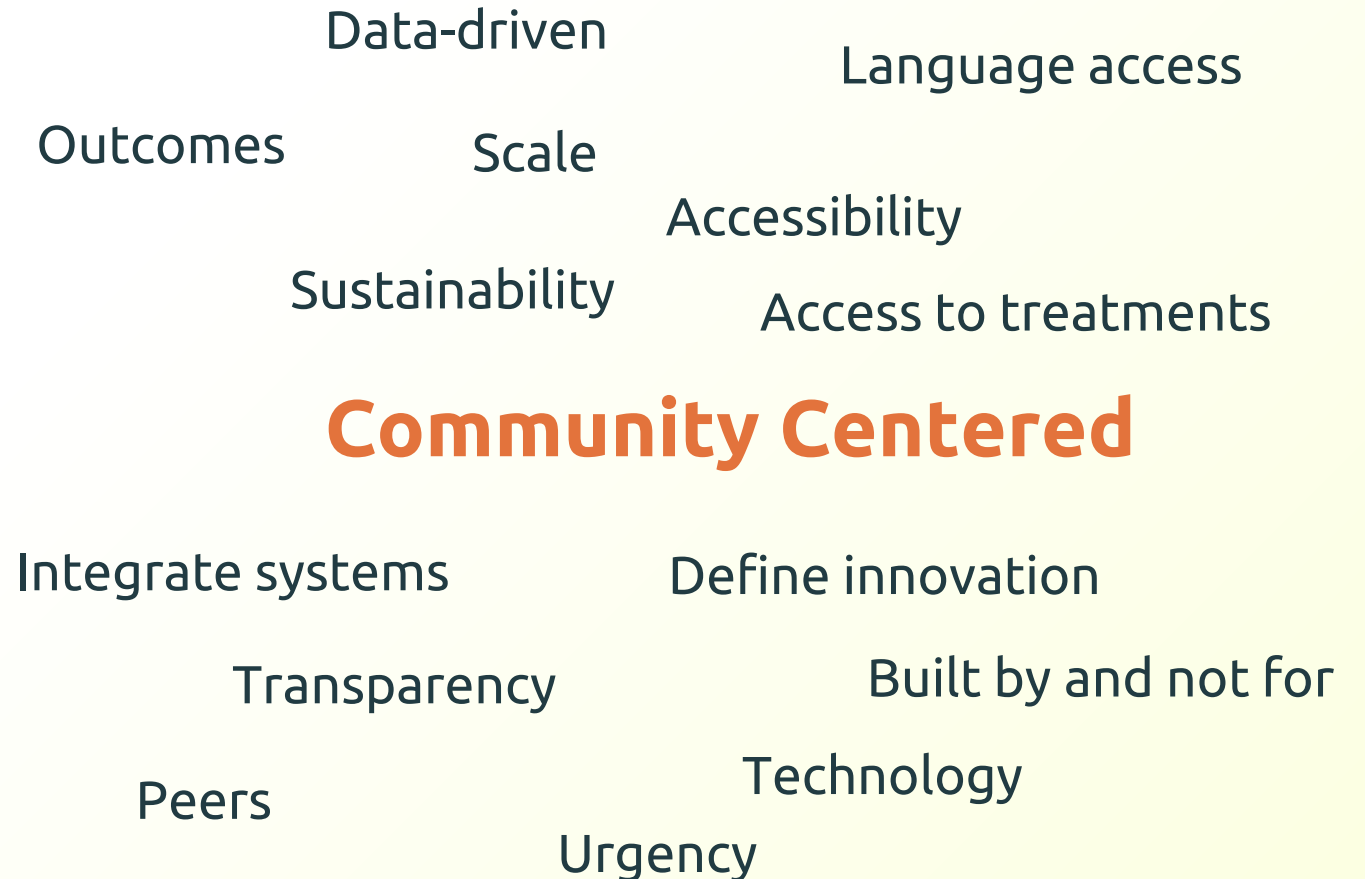 Data-driven
Language access
Outcomes
Scale
Accessibility
Sustainability
Access to treatments
Community Centered
Integrate systems
Define innovation
Transparency
Built by and not for
Technology
Peers
Urgency